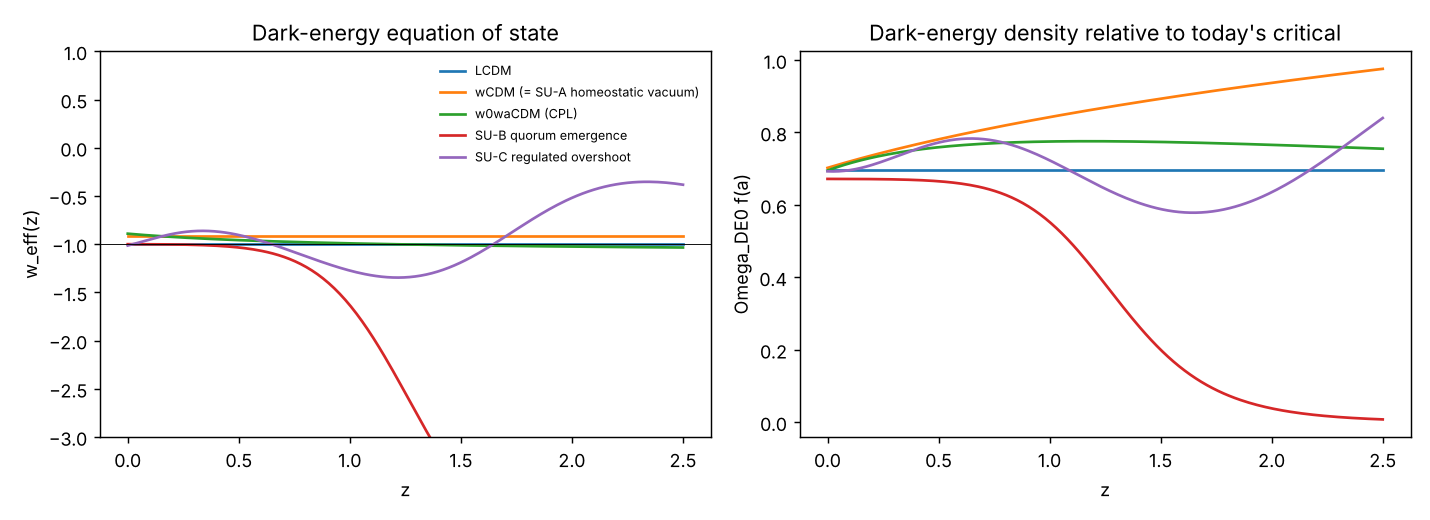 Dark-energy equation of state
1.0
0.5
0.0
−0.5
−1.0
−1.5
−2.0
−2.5
−3.0
w_eff(z)
LCDM
wCDM (= SU-A homeostatic vacuum)
w0waCDM (CPL)
SU-B quorum emergence
SU-C regulated overshoot
0.0 0.5 1.0 1.5 2.0 2.5
z
Dark-energy density relative to today's critical
1.0
0.8
0.6
0.4
0.2
0.0
Omega_DE0 f(a)
0.0 0.5 1.0 1.5 2.0 2.5
z